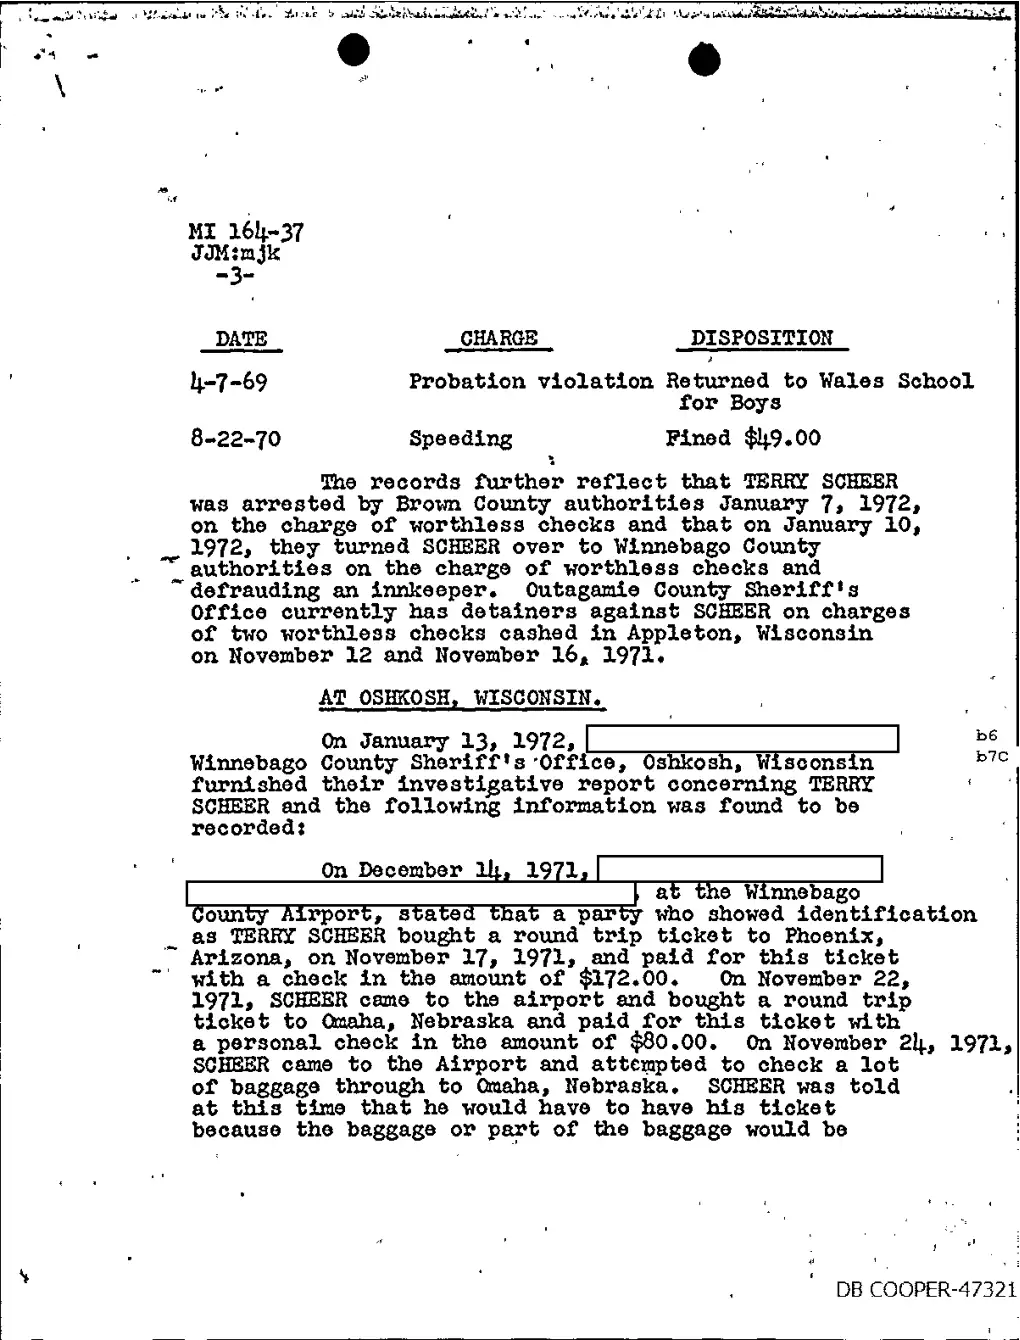 MI 164-37
JJM:mjk
-3-
DATE CHARGE DISPOSITION
4-7-69 Probation violation Returned to Wales School
for Boys
8-22-70 Speeding Fined $49.00
The records further reflect that TERRY SCHEER
was arrested by Brown County authorities January 7, 1972,
on the charge of worthless checks and that on January 10,
1972, they turned SCHEER over to Winnebago County
authorities on the charge of worthless checks and
defrauding an innkeeper. Outagamie County Sheriff's
Office currently has detainers against SCHEER on charges
of two worthless checks cashed in Appleton, Wisconsin
on November 12 and November 16, 1971.
AT OSHKOSH, WISCONSIN.
On January 13, 1972,
b6
Winnebago County Sheriff's Office, Oshkosh, Wisconsin
b7C
furnished their investigative report concerning TERRY
SCHEER and the following information was found to be
recorded:
On December 14, 1971,
, at the Winnebago
County Airport, stated that a party who showed identification
as TERRY SCHEER bought a round trip ticket to Phoenix,
Arizona, on November 17, 1971, and paid for this ticket
with a check in the amount of $172.00. On November 22,
1971, SCHEER came to the airport and bought a round trip
ticket to Omaha, Nebraska and paid for this ticket with
a personal check in the amount of $80.00. On November 24, 1971,
SCHEER came to the Airport and attempted to check a lot
of baggage through to Omaha, Nebraska. SCHEER was told
at this time that he would have to have his ticket
because the baggage or part of the baggage would be
DB COOPER-47321